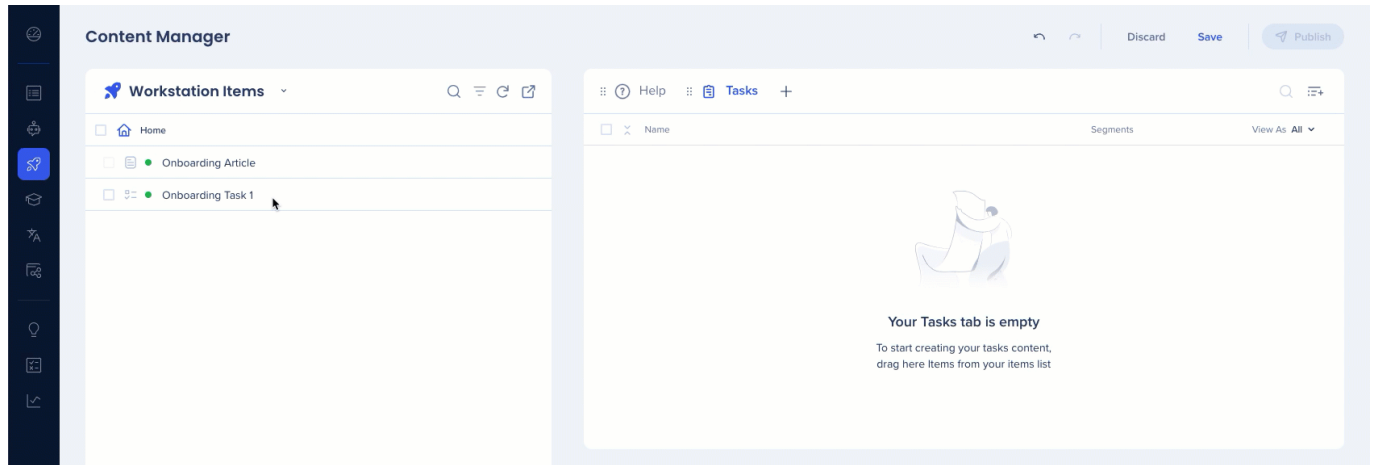 Content Manager
Discard
Save
Publish
Workstation Items
Help
Tasks
Home
Name
Segments
View As All
Onboarding Article
Onboarding Task 1
Your Tasks tab is empty
To start creating your tasks content,
drag here Items from your items list